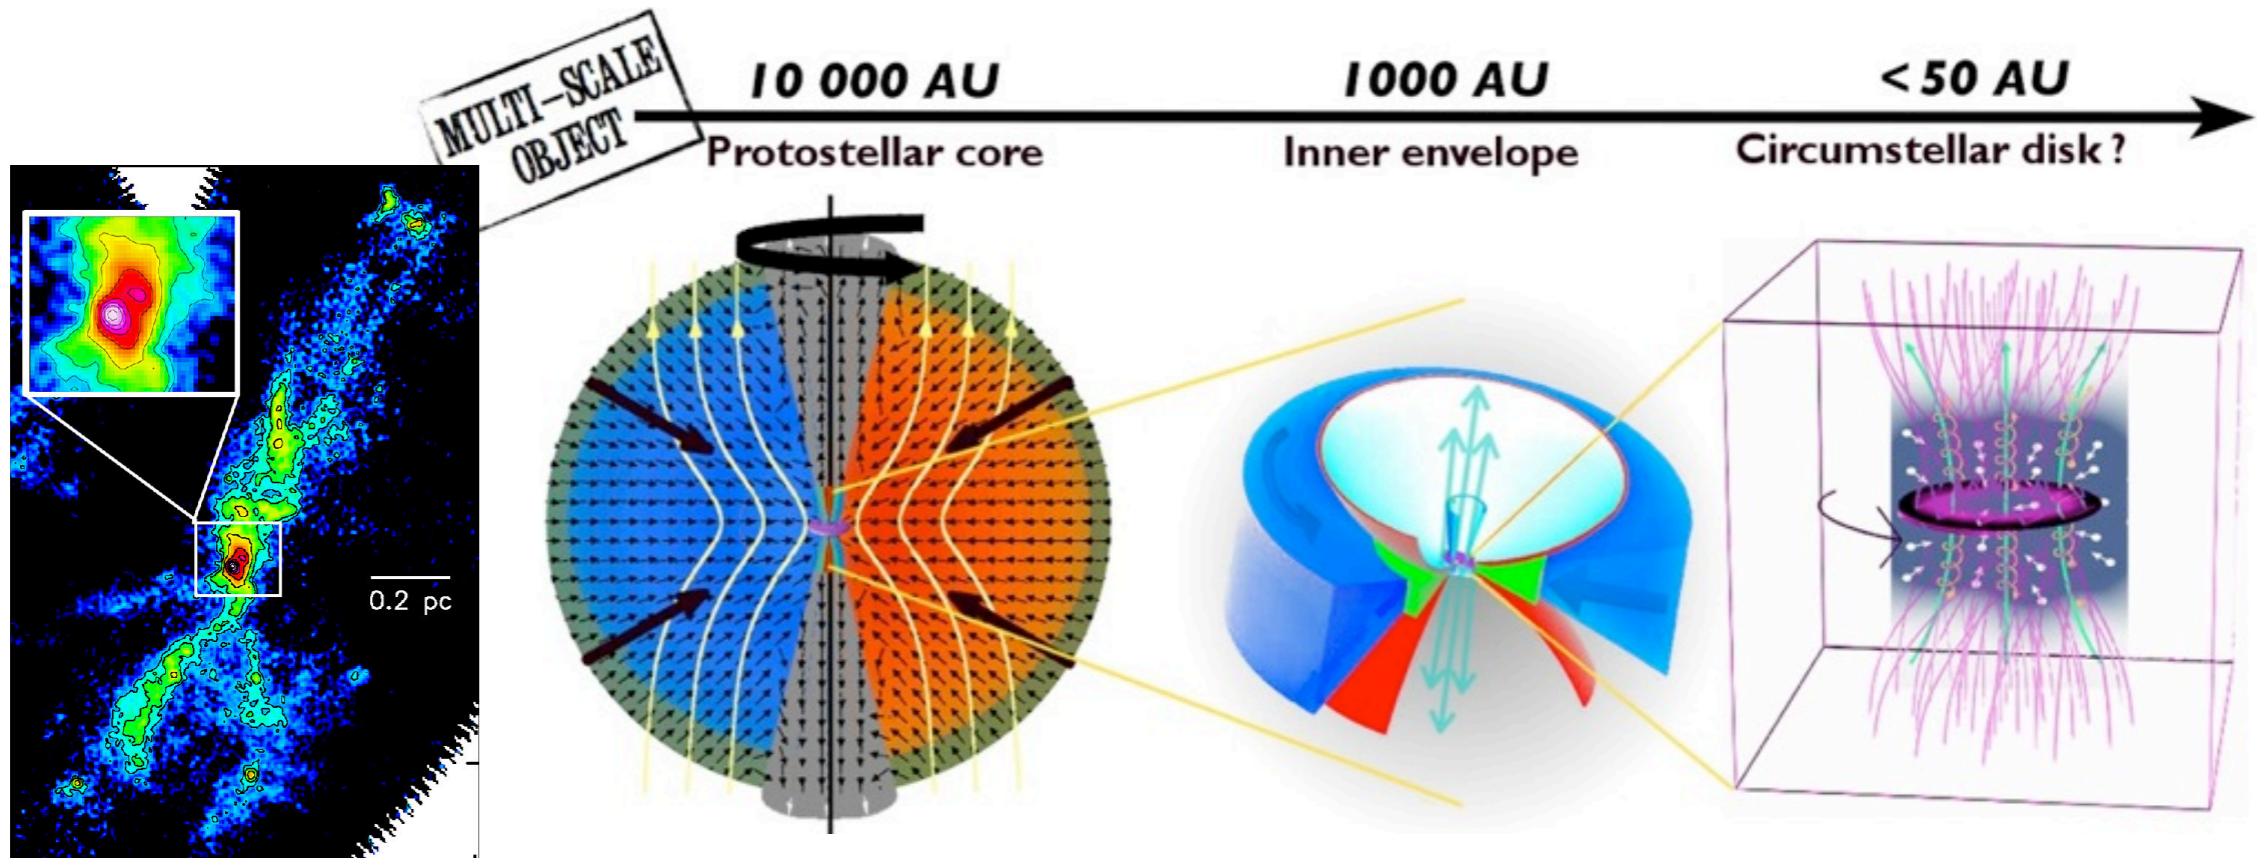 MULTI-SCALE
OBJECT
10 000 AU
1000 AU
<50 AU
Protostellar core
Inner envelope
Circumstellar disk ?
0.2 pc